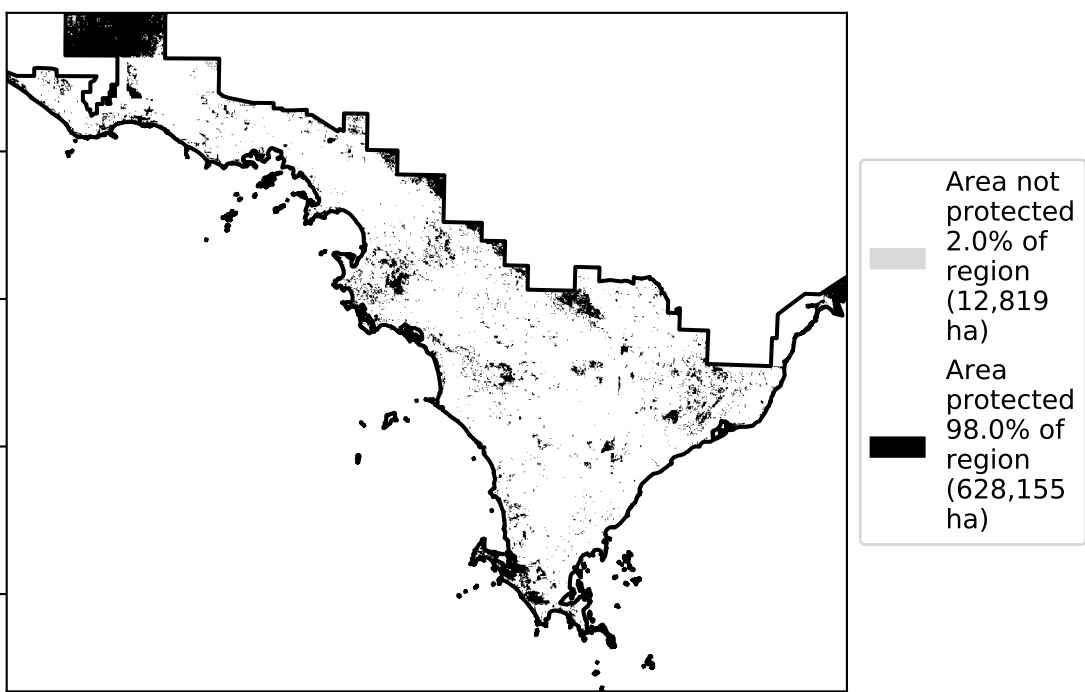 Area not
protected
2.0% of
region
(12,819
ha)
Area
protected
98.0% of
region
(628,155
ha)